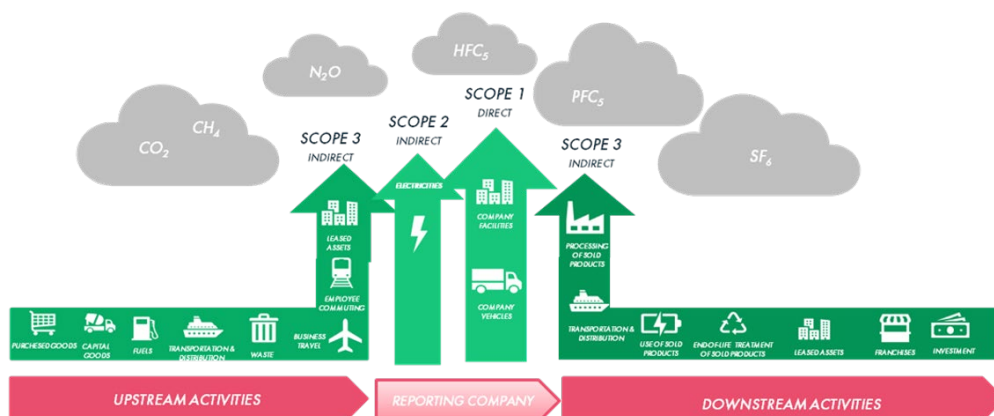 HFC5
N2O
SCOPE 1
DIRECT
PFC5
CH4
CO2
SCOPE 2
INDIRECT
SCOPE 3
INDIRECT
SCOPE 3
INDIRECT
SF6
ELECTRICITIES
COMPANY
FACILITIES
LEASED
ASSETS
PROCESSING
OF SOLD
PRODUCTS
EMPLOYEE
COMMUTING
COMPANY
VEHICLES
PURCHESED GOODS
CAPITAL
GOODS
FUELS
TRANSPORTATION &
DISTRIBUTION
WASTE
BUSINESS
TRAVEL
TRANSPORTATION &
DISTRIBUTION
USE OF SOLD
PRODUCTS
END OF-LIFE TREATMENT
OF SOLD PRODUCTS
LEASED ASSETS
FRANCHISES
INVESTMENT
UPSTREAM ACTIVITIES
REPORTING COMPANY
DOWNSTREAM ACTIVITIES